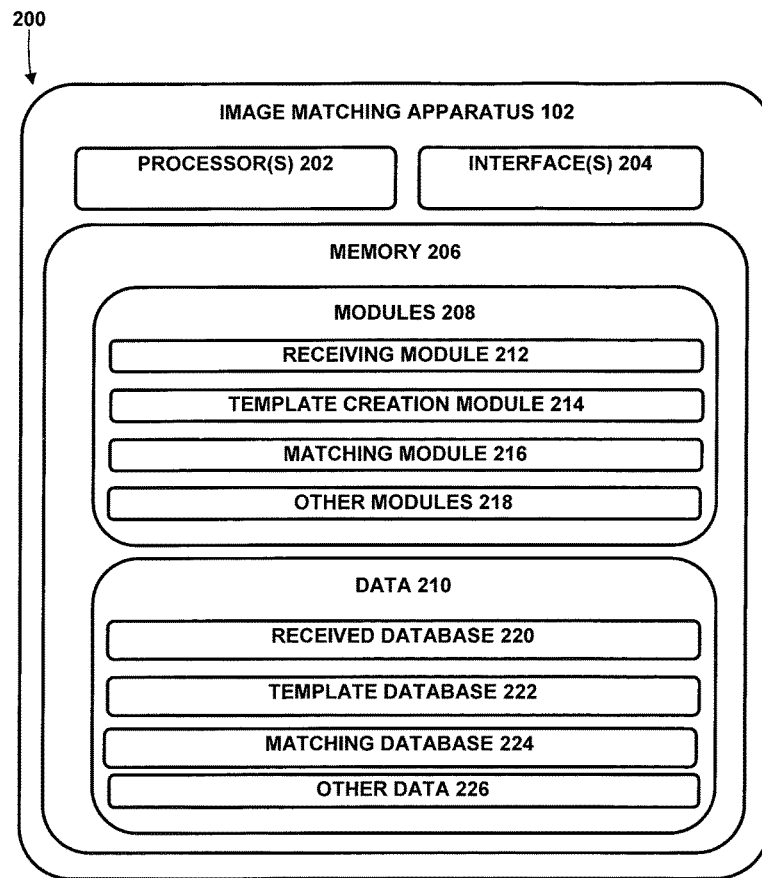 200
IMAGE MATCHING APPARATUS 102
PROCESSOR(S) 202
INTERFACE(S) 204
MEMORY 206
MODULES 208
RECEIVING MODULE 212
TEMPLATE CREATION MODULE 214
MATCHING MODULE 216
OTHER MODULES 218
DATA 210
RECEIVED DATABASE 220
TEMPLATE DATABASE 222
MATCHING DATABASE 224
OTHER DATA 226